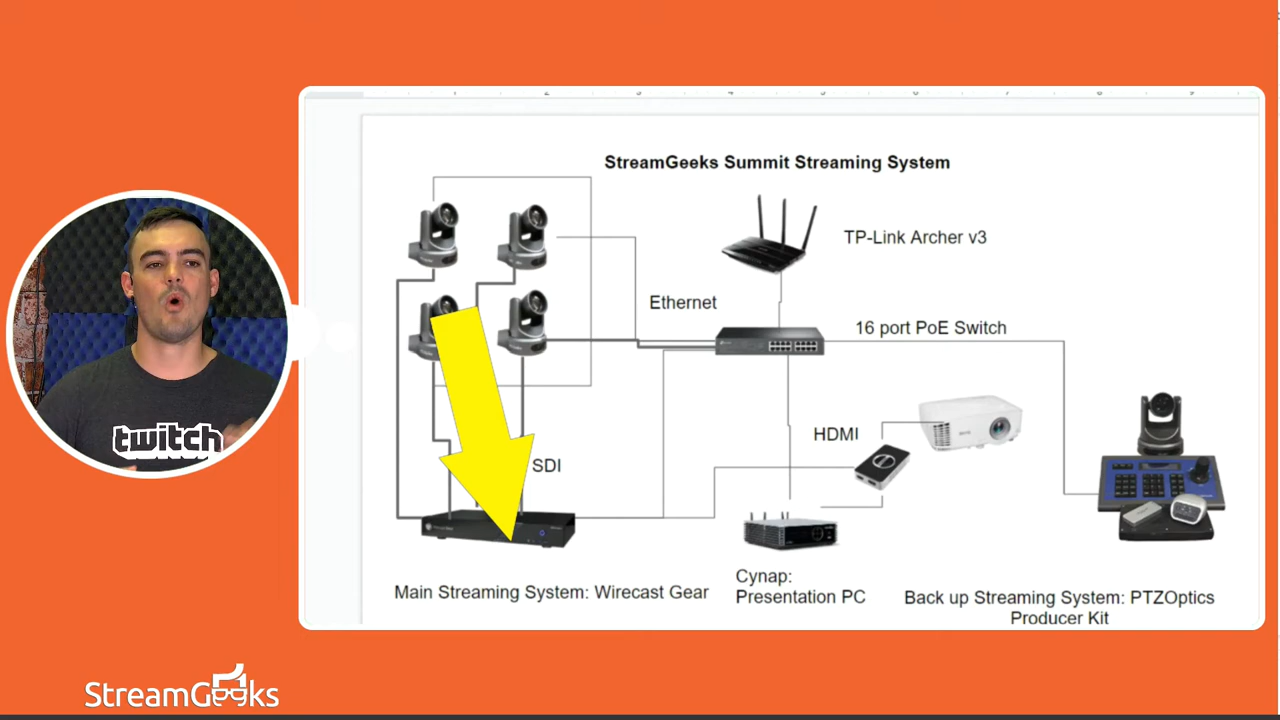 StreamGeeks Summit Streaming System
TP-Link Archer v3
Ethernet
16 port PoE Switch
HDMI
twitch
SDI
Main Streaming System: Wirecast Gear
Cynap:
Presentation PC
Back up Streaming System: PTZOptics
Producer Kit
StreamGeeks